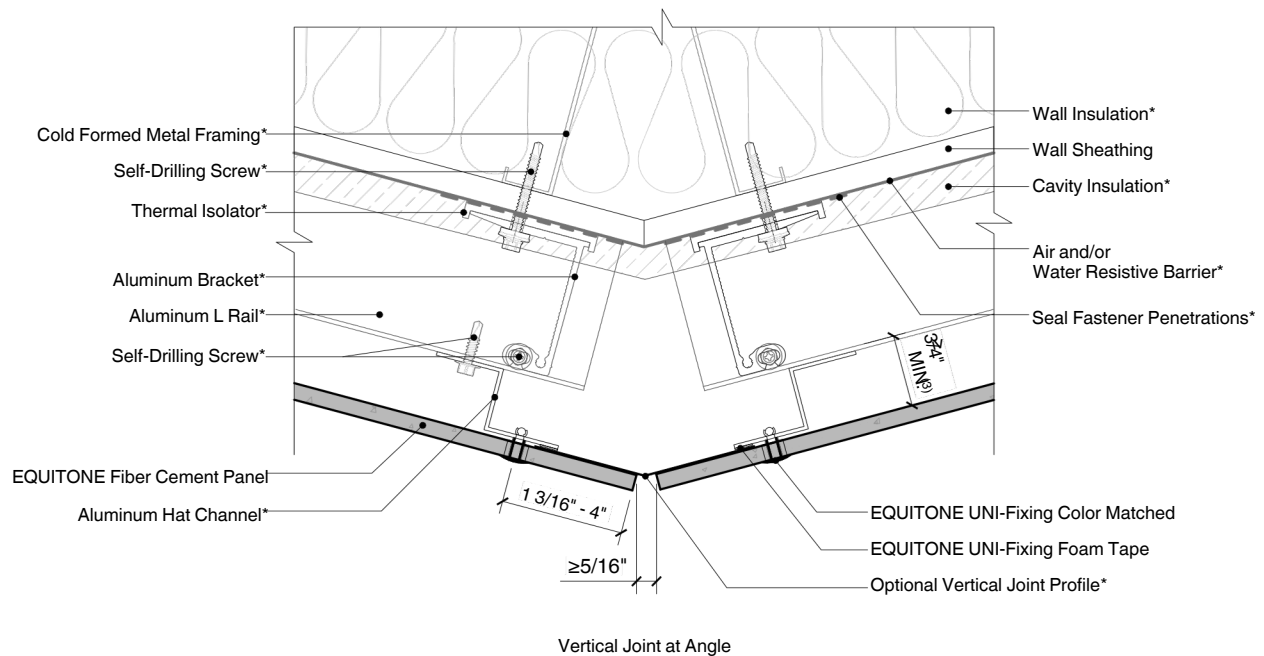 Cold Formed Metal Framing*
Self-Drilling Screw*
Thermal Isolator*
Aluminum Bracket*
Aluminum L Rail*
Self-Drilling Screw*
EQUITONE Fiber Cement Panel
Aluminum Hat Channel*
Wall Insulation*
Wall Sheathing
Cavity Insulation*
Air and/or
Water Resistive Barrier*
Seal Fastener Penetrations*
3/4"
MIN.(3)
1 3/16" - 4"
≥5/16"
EQUITONE UNI-Fixing Color Matched
EQUITONE UNI-Fixing Foam Tape
Optional Vertical Joint Profile*
Vertical Joint at Angle